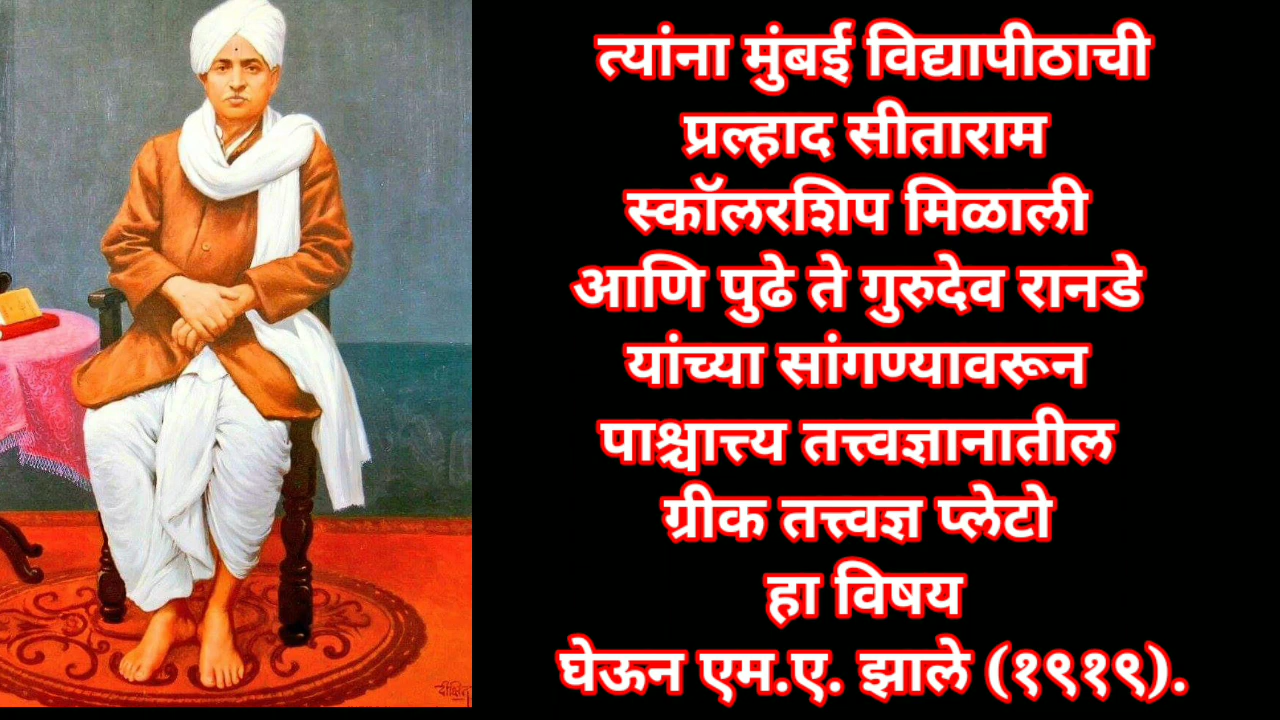 त्यांना मुंबई विद्यापीठाची
प्रल्हाद सीताराम
स्कॉलरशिप मिळाली
आणि पुढे ते गुरुदेव रानडे
यांच्या सांगण्यावरून
पाश्चात्त्य तत्त्वज्ञानातील
ग्रीक तत्त्वज्ञ प्लेटो
हा विषय
घेऊन एम.ए. झाले (१९१९).
दीक्षित